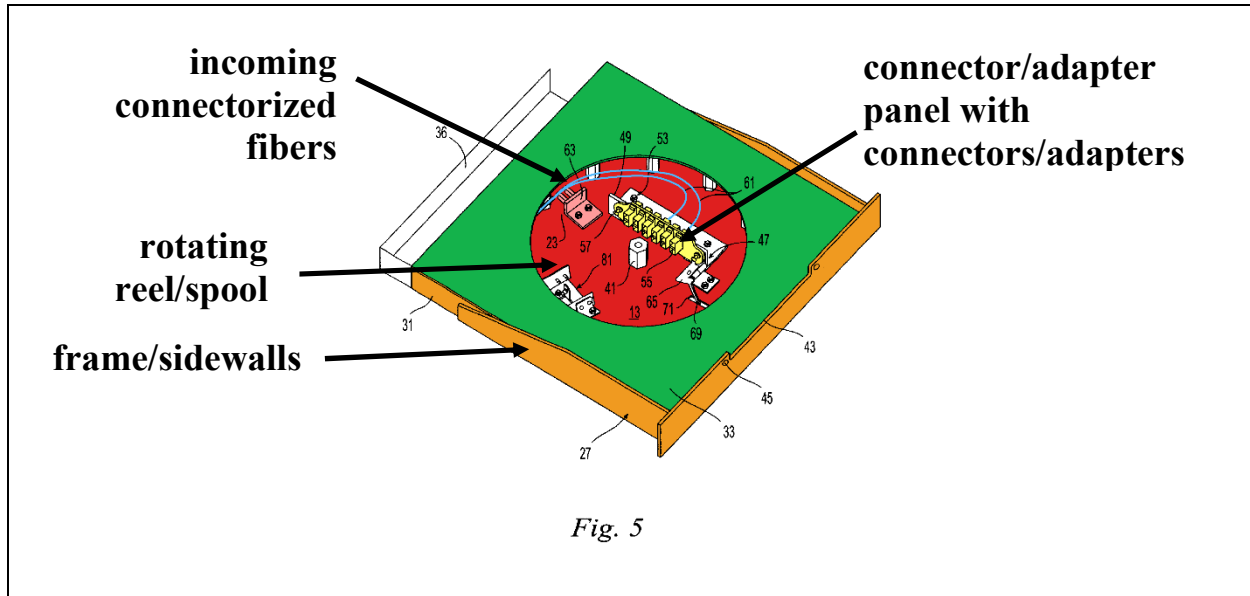 incoming
connectorized
fibers
connector/adapter
panel with
connectors/adapters
rotating
reel/spool
frame/sidewalls
36
63
49
53
61
23
57
47
81
41
55
65
71
69
13
31
43
45
33
27
Fig. 5